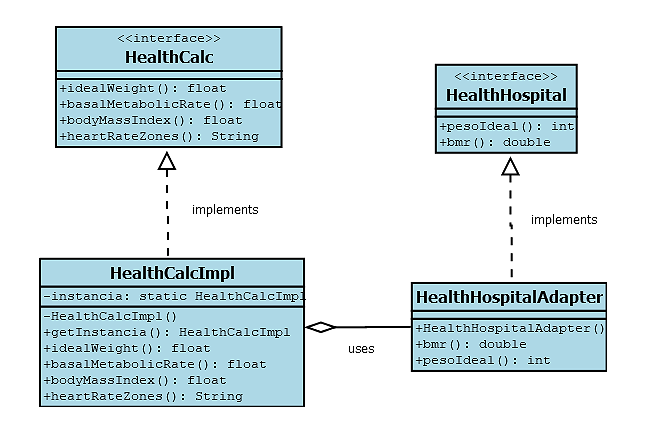 <<interface>>
HealthCalc
+idealWeight(): float
+basalMetabolicRate(): float
+bodyMassIndex(): float
+heartRateZones(): String
<<interface>>
HealthHospital
+pesoIdeal(): int
+bmr(): double
implements
implements
HealthCalcImpl
-instancia: static HealthCalcImpl
-HealthCalcImpl()
+getInstancia(): HealthCalcImpl
+idealWeight(): float
+basalMetabolicRate(): float
+bodyMassIndex(): float
+heartRateZones(): String
uses
HealthHospitalAdapter
+HealthHospitalAdapter()
+bmr(): double
+pesoIdeal(): int